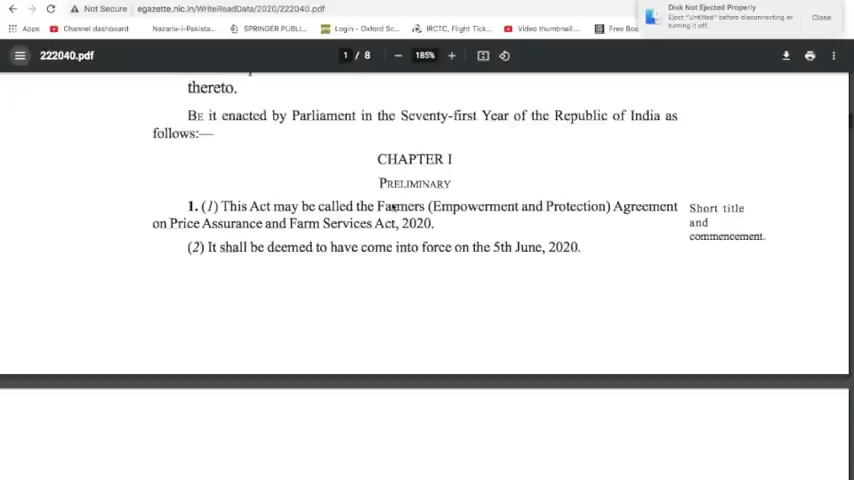 Not Secure | egazette.nic.in/WriteReadData/2020/222040.pdf
Disk Not Ejected Properly
Eject "Untitled" before disconnecting or
turning it off.
Close
Apps Channel dashboard Nazaria-i-Pakista... SPRINGER PUBLI... Login - Oxford Sc... IRCTC, Flight Tick... Video thumbnail.... Free Boo
222040.pdf 1 / 8 185%
thereto.
BE it enacted by Parliament in the Seventy-first Year of the Republic of India as
follows:—
CHAPTER I
PRELIMINARY
1. (1) This Act may be called the Farmers (Empowerment and Protection) Agreement
on Price Assurance and Farm Services Act, 2020.
Short title
and
commencement.
(2) It shall be deemed to have come into force on the 5th June, 2020.